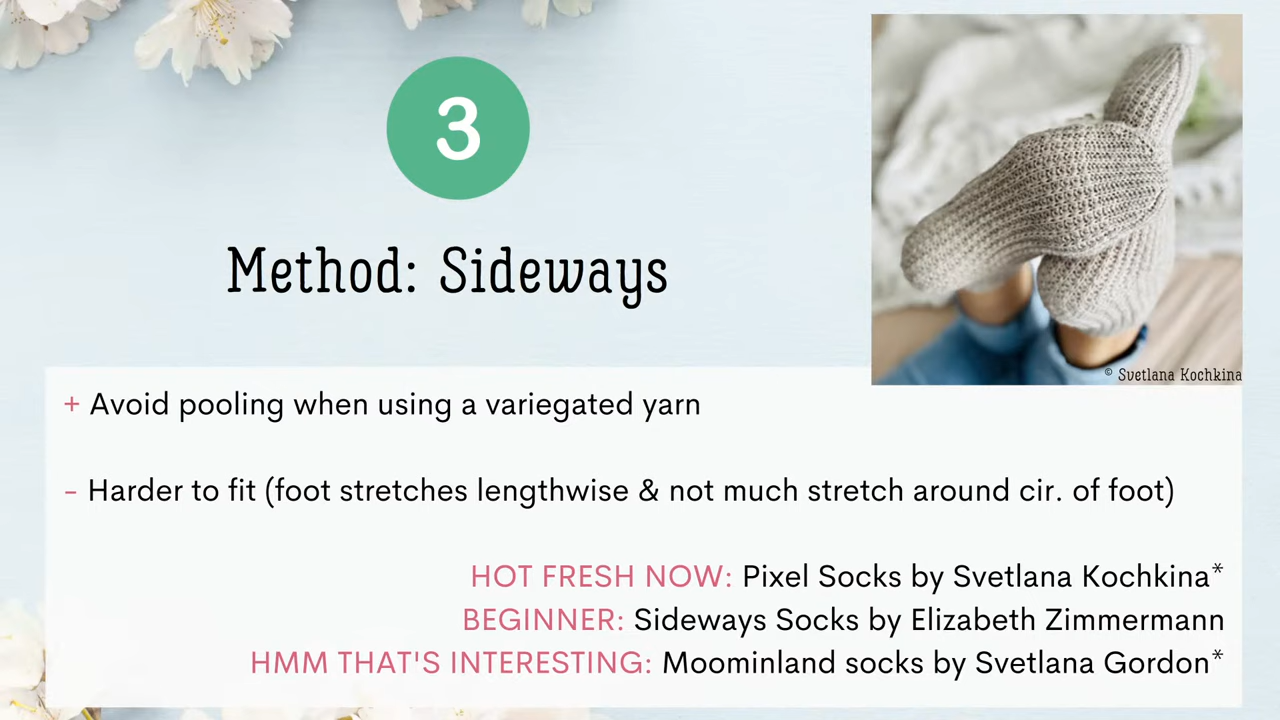 3
Method: Sideways
© Svetlana Kochkina
+ Avoid pooling when using a variegated yarn
- Harder to fit (foot stretches lengthwise & not much stretch around cir. of foot)
HOT FRESH NOW: Pixel Socks by Svetlana Kochkina*
BEGINNER: Sideways Socks by Elizabeth Zimmermann
HMM THAT'S INTERESTING: Moominland socks by Svetlana Gordon*